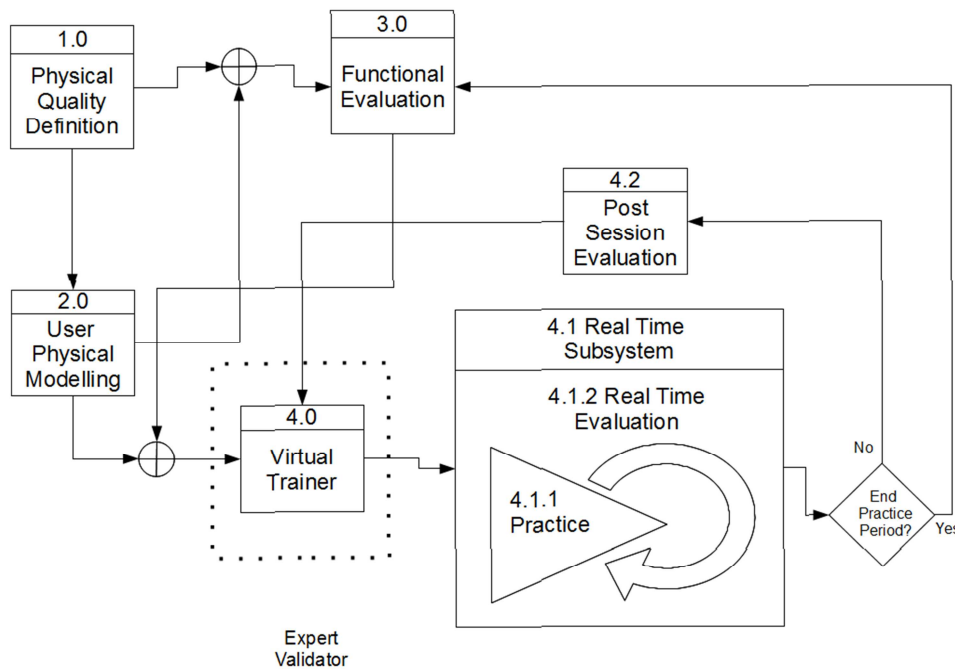 1.0
Physical
Quality
Definition
3.0
Functional
Evaluation
4.2
Post
Session
Evaluation
2.0
User
Physical
Modelling
4.0
Virtual
Trainer
4.1 Real Time
Subsystem
4.1.2 Real Time
Evaluation
4.1.1
Practice
No
End
Practice
Period?
Yes
Expert
Validator